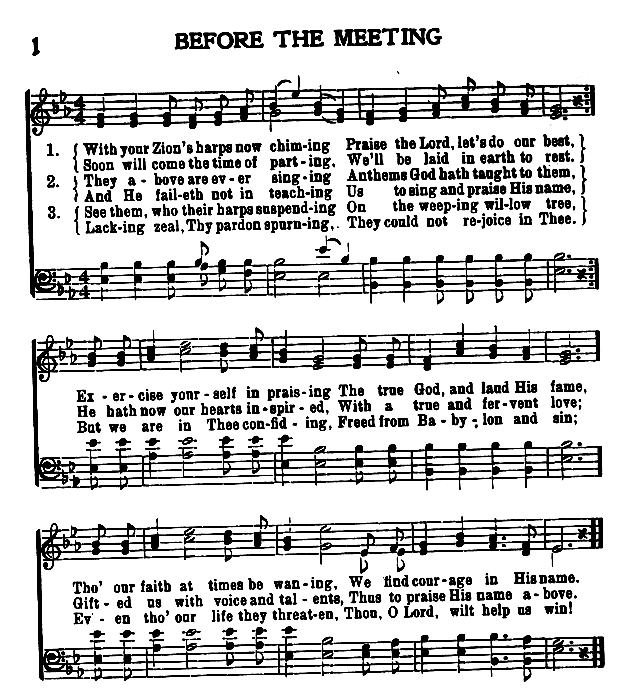 1
BEFORE THE MEETING
1. With your Zion's harps now chim-ing Praise the Lord, let's do our best,
Soon will come the time of part-ing, We'll be laid in earth to rest.
2. They a-bove are ev-er sing-ing Anthems God hath taught to them,
And He fail-eth not in teach-ing Us to sing and praise His name,
3. See them, who their harps suspend-ing On the weep-ing wil-low tree,
Lack-ing zeal, Thy pardon spurn-ing, They could not re-joice in Thee.
Ex-er-cise your-self in prais-ing The true God, and laud His fame,
He hath now our hearts in-spir-ed, With a true and fer-vent love;
But we are in Thee con-fid-ing, Freed from Ba-by-lon and sin;
Tho' our faith at times be wan-ing, We find cour-age in His name.
Gift-ed us with voice and tal-ents, Thus to praise His name a-bove.
Ev-en tho' our life they threat-en, Thou, O Lord, wilt help us win!